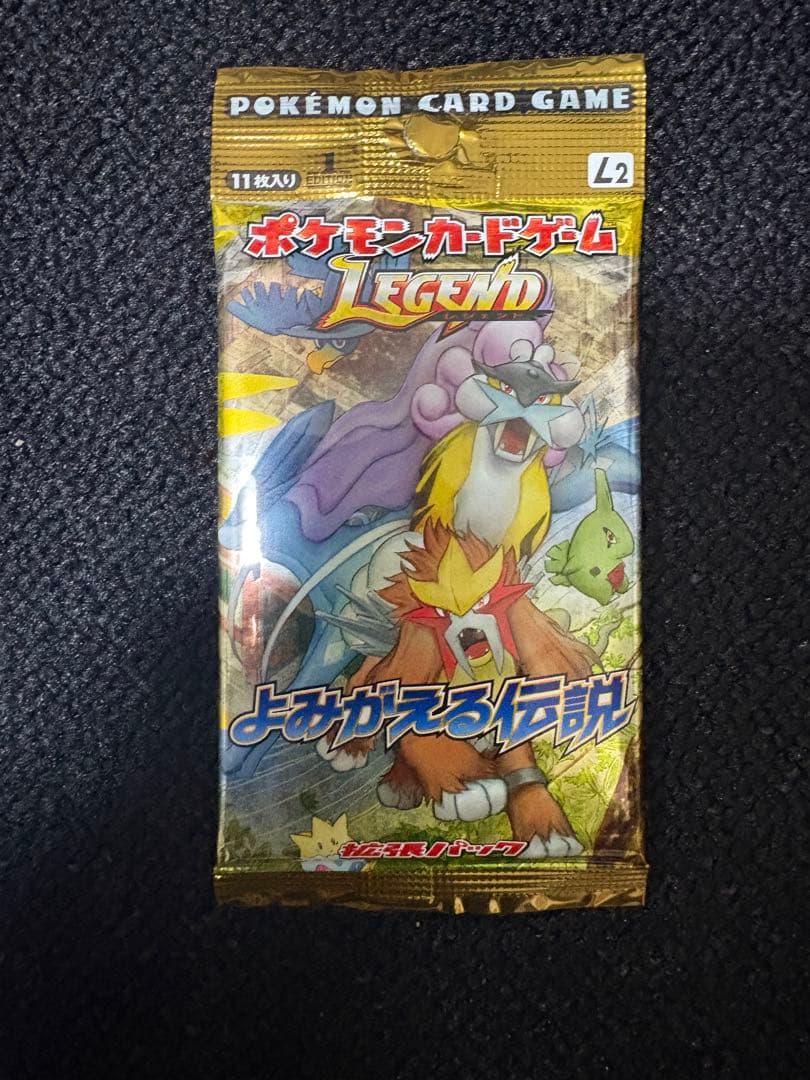 POKÉMON CARD GAME
11枚入り 1 EDITION L2
ポケモンカードゲーム
LEGEND
レジェンド
よみがえる伝説
拡張パック